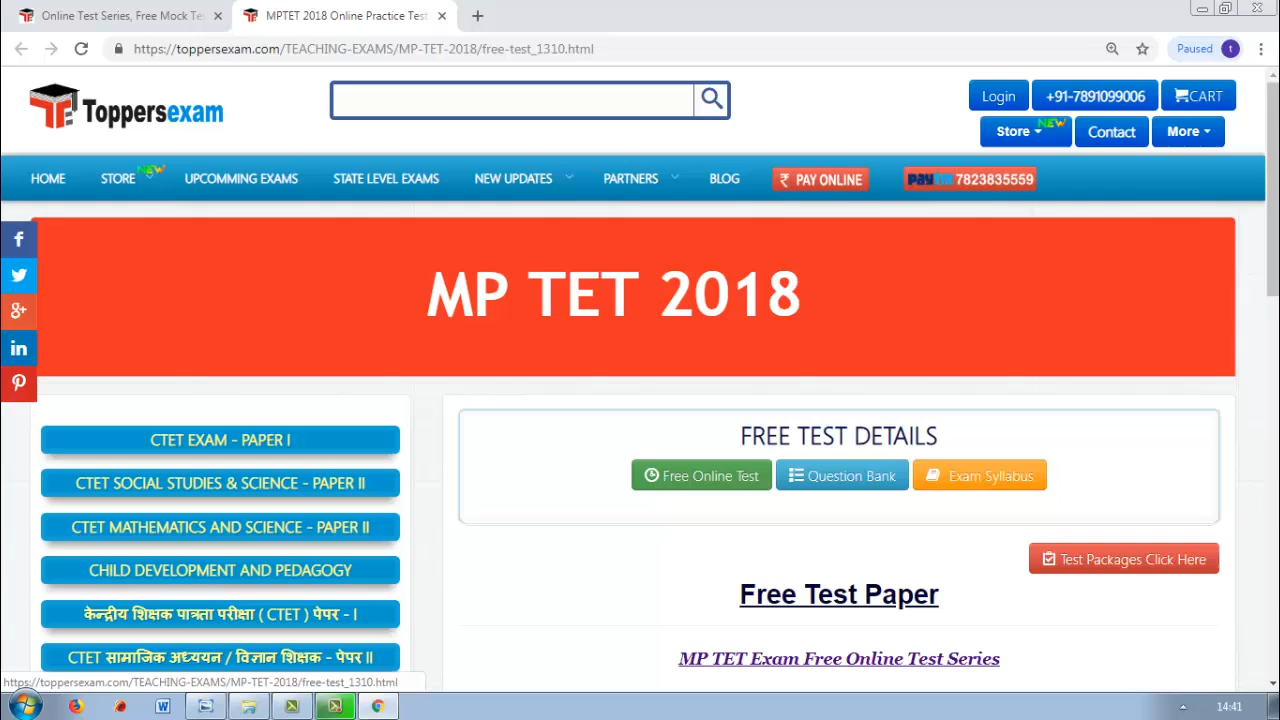 Online Test Series, Free Mock Te
MPTET 2018 Online Practice Test
https://toppersexam.com/TEACHING-EXAMS/MP-TET-2018/free-test_1310.html
Paused
t
Toppersexam
Login
+91-7891099006
CART
Store NEW
Contact
More
HOME
STORE NEW
UPCOMMING EXAMS
STATE LEVEL EXAMS
NEW UPDATES
PARTNERS
BLOG
₹ PAY ONLINE
Paytm 7823835559
MP TET 2018
CTET EXAM - PAPER I
CTET SOCIAL STUDIES & SCIENCE - PAPER II
CTET MATHEMATICS AND SCIENCE - PAPER II
CHILD DEVELOPMENT AND PEDAGOGY
केन्द्रीय शिक्षक पात्रता परीक्षा ( CTET ) पेपर - I
CTET सामाजिक अध्ययन / विज्ञान शिक्षक - पेपर II
FREE TEST DETAILS
Free Online Test
Question Bank
Exam Syllabus
Test Packages Click Here
Free Test Paper
MP TET Exam Free Online Test Series
https://toppersexam.com/TEACHING-EXAMS/MP-TET-2018/free-test_1310.html
14:41